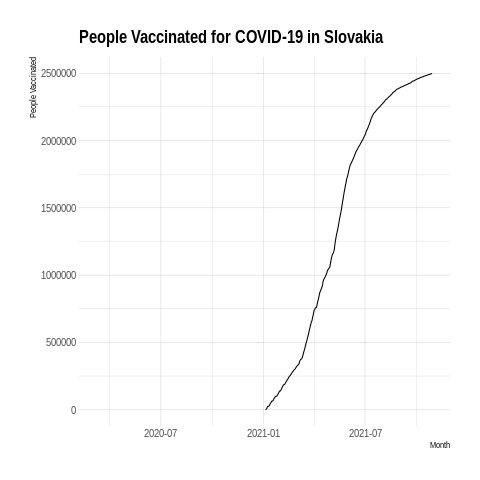 People Vaccinated for COVID-19 in Slovakia
People Vaccinated
2500000
2000000
1500000
1000000
500000
0
2020-07 2021-01 2021-07
Month